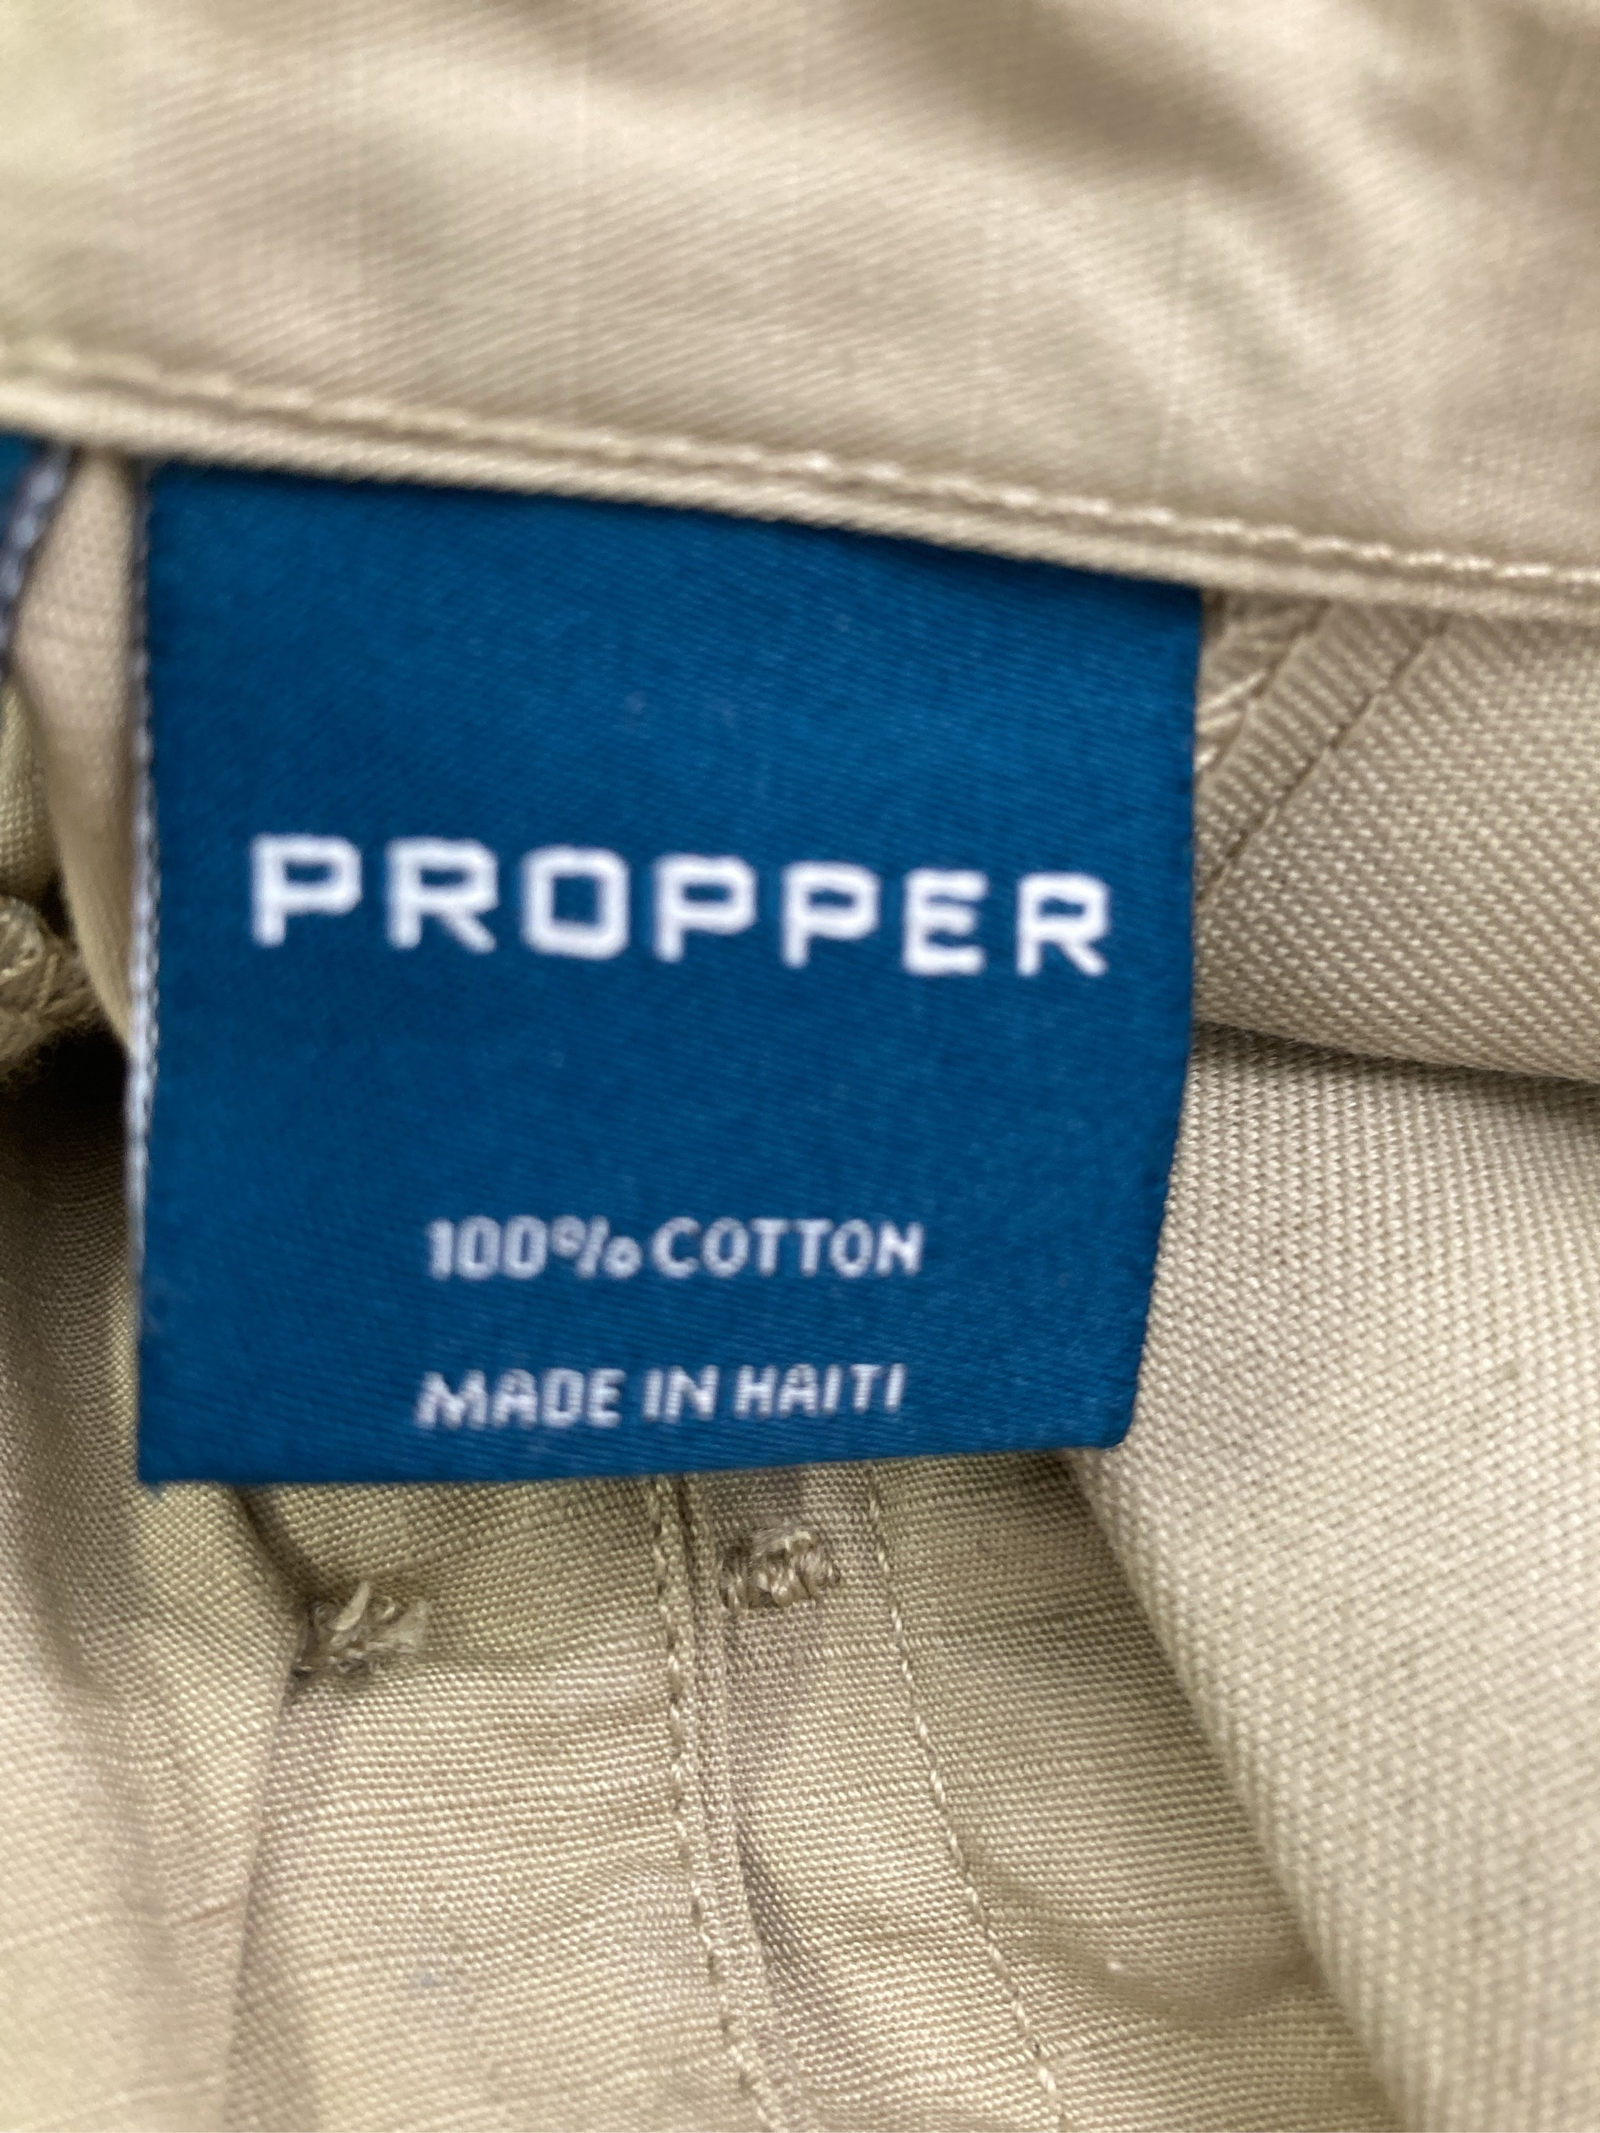 PROPPER
100% COTTON
MADE IN HAITI